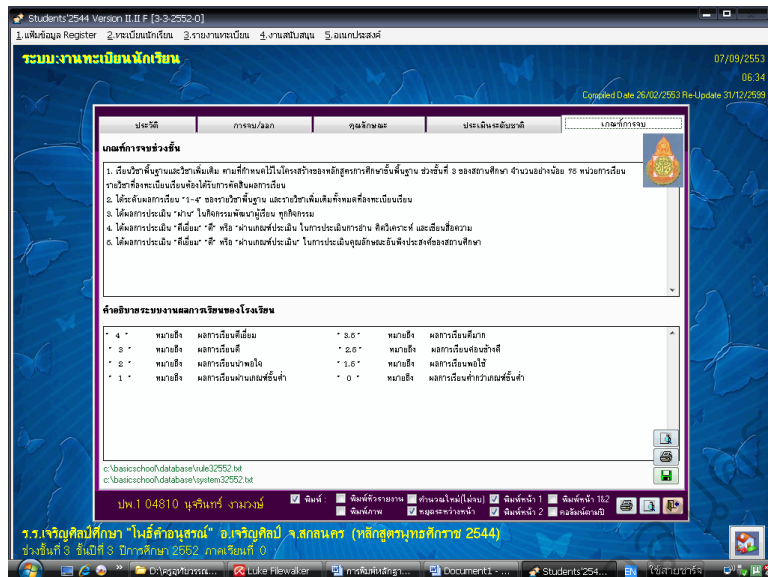 Students'2544 Version II.II F [3-3-2552-0]
1.แฟ้มข้อมูล Register 2.ทะเบียนนักเรียน 3.รายงานทะเบียน 4.งานสนับสนุน 5.อเนกประสงค์
ระบบ:งานทะเบียนนักเรียน
07/09/2553
06:34
Compiled Date 26/02/2553 Re-Update 31/12/2599
ประวัติ การจบ/ออก คุณลักษณะ ประเมินระดับชาติ เกณฑ์การจบ
เกณฑ์การจบช่วงชั้น
1. เรียนวิชาพื้นฐานและวิชาเพิ่มเติม ตามที่กำหนดไว้ในโครงสร้างของหลักสูตรการศึกษาขั้นพื้นฐาน ช่วงชั้นที่ 3 ของสถานศึกษา จำนวนอย่างน้อย 75 หน่วยการเรียน
รายวิชาที่ลงทะเบียนเรียนต้องได้รับการตัดสินผลการเรียน
2. ได้ระดับผลการเรียน "1-4" ของรายวิชาพื้นฐาน และรายวิชาเพิ่มเติมทั้งหมดที่ลงทะเบียนเรียน
3. ได้ผลการประเมิน "ผ่าน" ในกิจกรรมพัฒนาผู้เรียน ทุกกิจกรรม
4. ได้ผลการประเมิน "ดีเยี่ยม" "ดี" หรือ "ผ่านเกณฑ์ประเมิน" ในการประเมินการอ่าน คิดวิเคราะห์ และเขียนสื่อความ
5. ได้ผลการประเมิน "ดีเยี่ยม" "ดี" หรือ "ผ่านเกณฑ์ประเมิน" ในการประเมินคุณลักษณะอันพึงประสงค์ของสถานศึกษา
คำอธิบายระบบงานผลการเรียนของโรงเรียน
" 4 " หมายถึง ผลการเรียนดีเยี่ยม " 3.5 " หมายถึง ผลการเรียนดีมาก
" 3 " หมายถึง ผลการเรียนดี " 2.5 " หมายถึง ผลการเรียนค่อนข้างดี
" 2 " หมายถึง ผลการเรียนน่าพอใจ " 1.5 " หมายถึง ผลการเรียนพอใช้
" 1 " หมายถึง ผลการเรียนผ่านเกณฑ์ขั้นต่ำ " 0 " หมายถึง ผลการเรียนต่ำกว่าเกณฑ์ขั้นต่ำ
c:\basicschool\database\rule32552.txt
c:\basicschool\database\system32552.txt
ปพ.1 04810 นุจรินทร์ งามวงษ์ พิมพ์ : พิมพ์หัวรายงาน คำนวณใหม่(ไม่จบ) พิมพ์หน้า 1 พิมพ์หน้า 1&2
พิมพ์ภาพ หยุดระหว่างหน้า พิมพ์หน้า 2 คอลัมน์ตามปี
ร.ร.เจริญศิลป์ศึกษา "โพธิ์คำอนุสรณ์" อ.เจริญศิลป์ จ.สกลนคร (หลักสูตรพุทธศักราช 2544)
ช่วงชั้นที่ 3 ชั้นปีที่ 3 ปีการศึกษา 2552 ภาคเรียนที่ 0
D:\ครูอุทัยวรรณ... Luke Filewalker การพิมพ์หลักฐา... Document1 - ... Students'254... EN ใช้สายชาร์จ